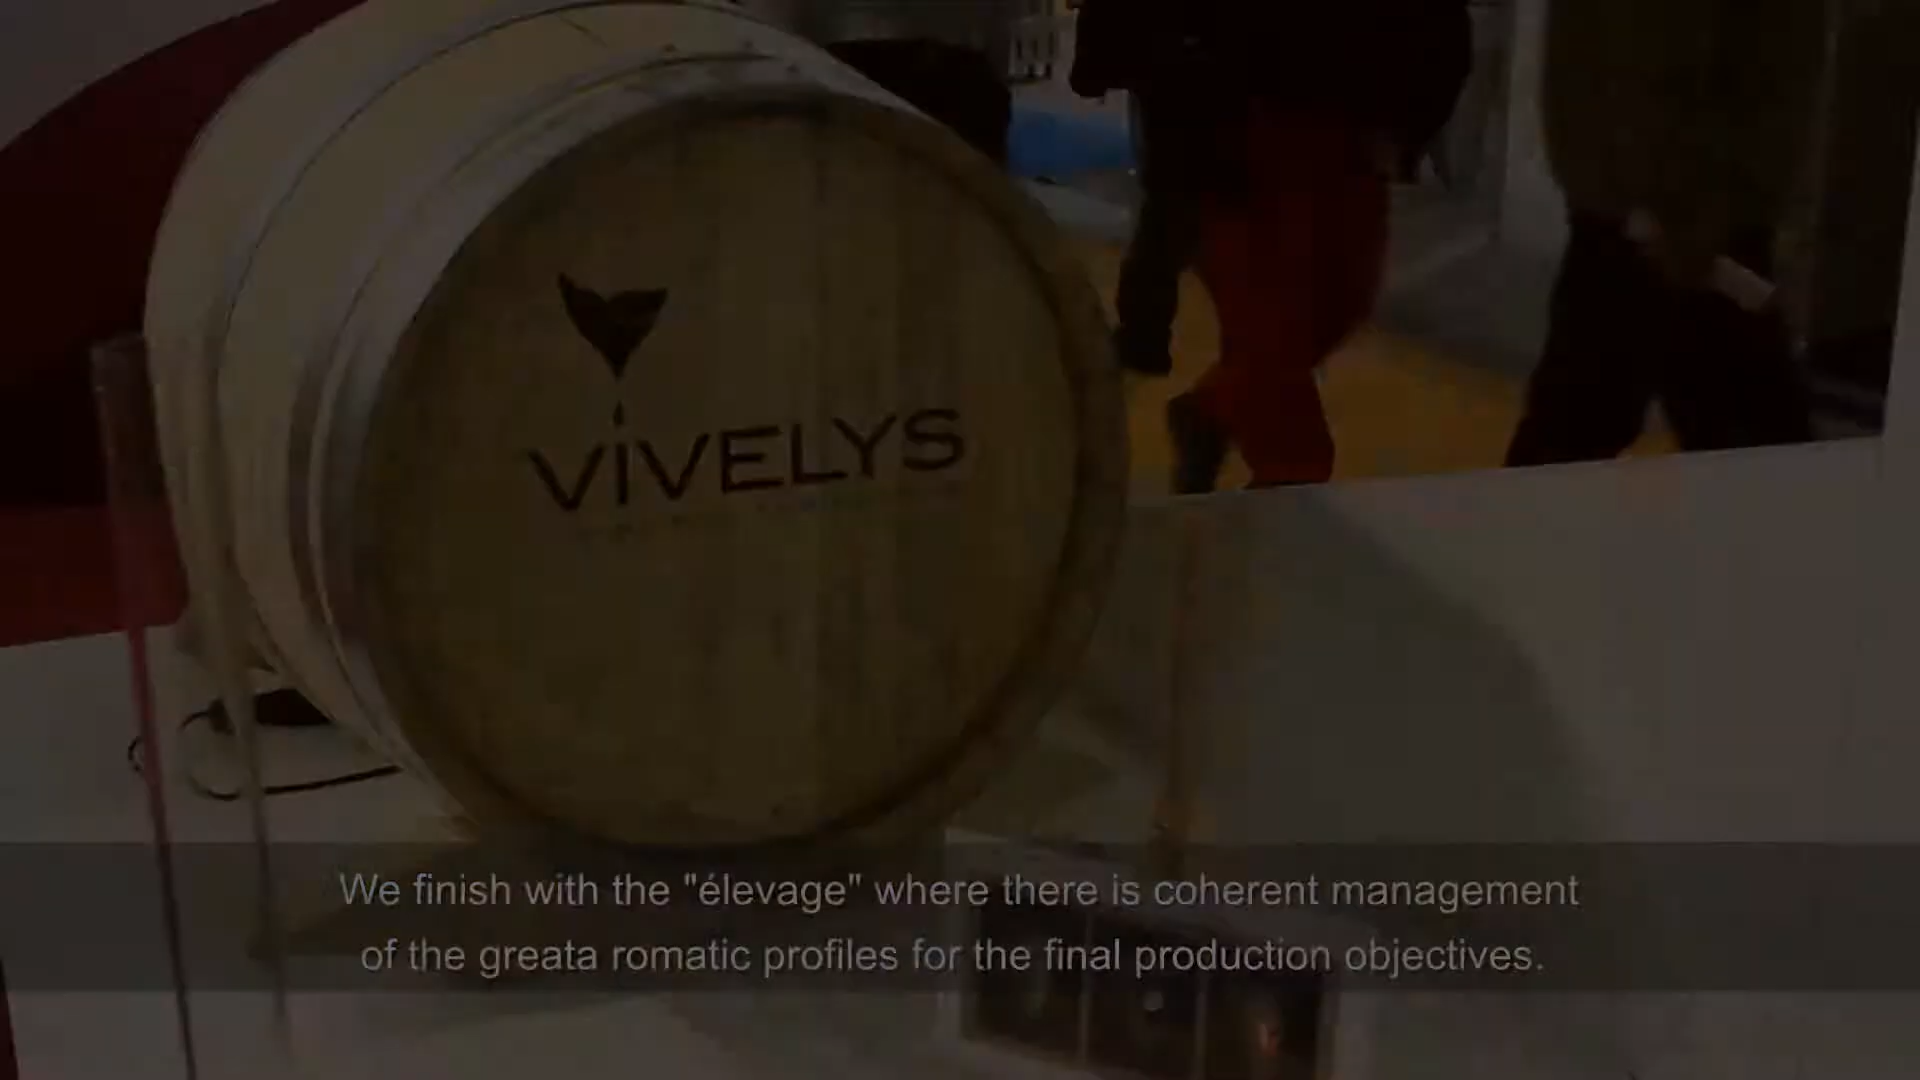 VIVELYS
We finish with the "élevage" where there is coherent management
of the greata romatic profiles for the final production objectives.